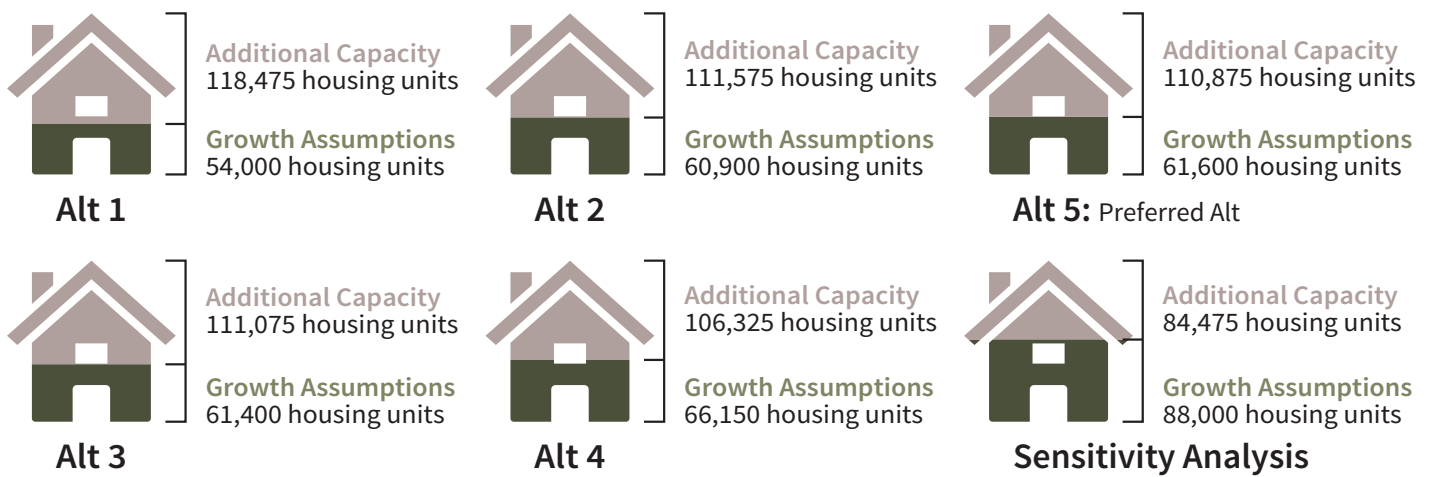 Additional Capacity
118,475 housing units
Growth Assumptions
54,000 housing units
Alt 1
Additional Capacity
111,575 housing units
Growth Assumptions
60,900 housing units
Alt 2
Additional Capacity
110,875 housing units
Growth Assumptions
61,600 housing units
Alt 5: Preferred Alt
Additional Capacity
111,075 housing units
Growth Assumptions
61,400 housing units
Alt 3
Additional Capacity
106,325 housing units
Growth Assumptions
66,150 housing units
Alt 4
Additional Capacity
84,475 housing units
Growth Assumptions
88,000 housing units
Sensitivity Analysis